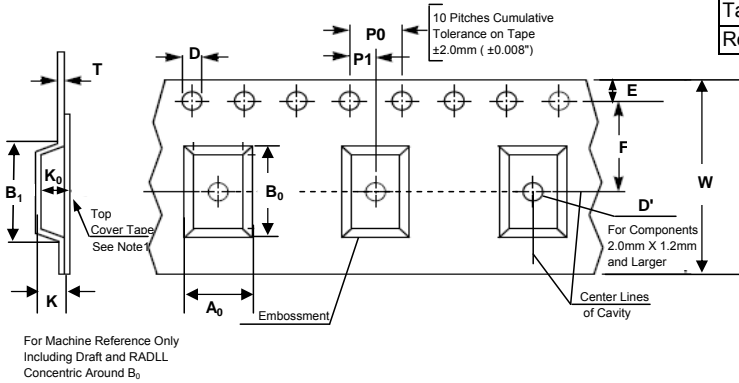 10 Pitches Cumulative
Tolerance on Tape
±2.0mm ( ±0.008")
P0
P1
D
T
E
F
W
B1
K0
B0
Top
Cover Tape
See Note1
D'
For Components
2.0mm X 1.2mm
and Larger
K
A0
Embossment
Center Lines
of Cavity
For Machine Reference Only
Including Draft and RADLL
Concentric Around B0